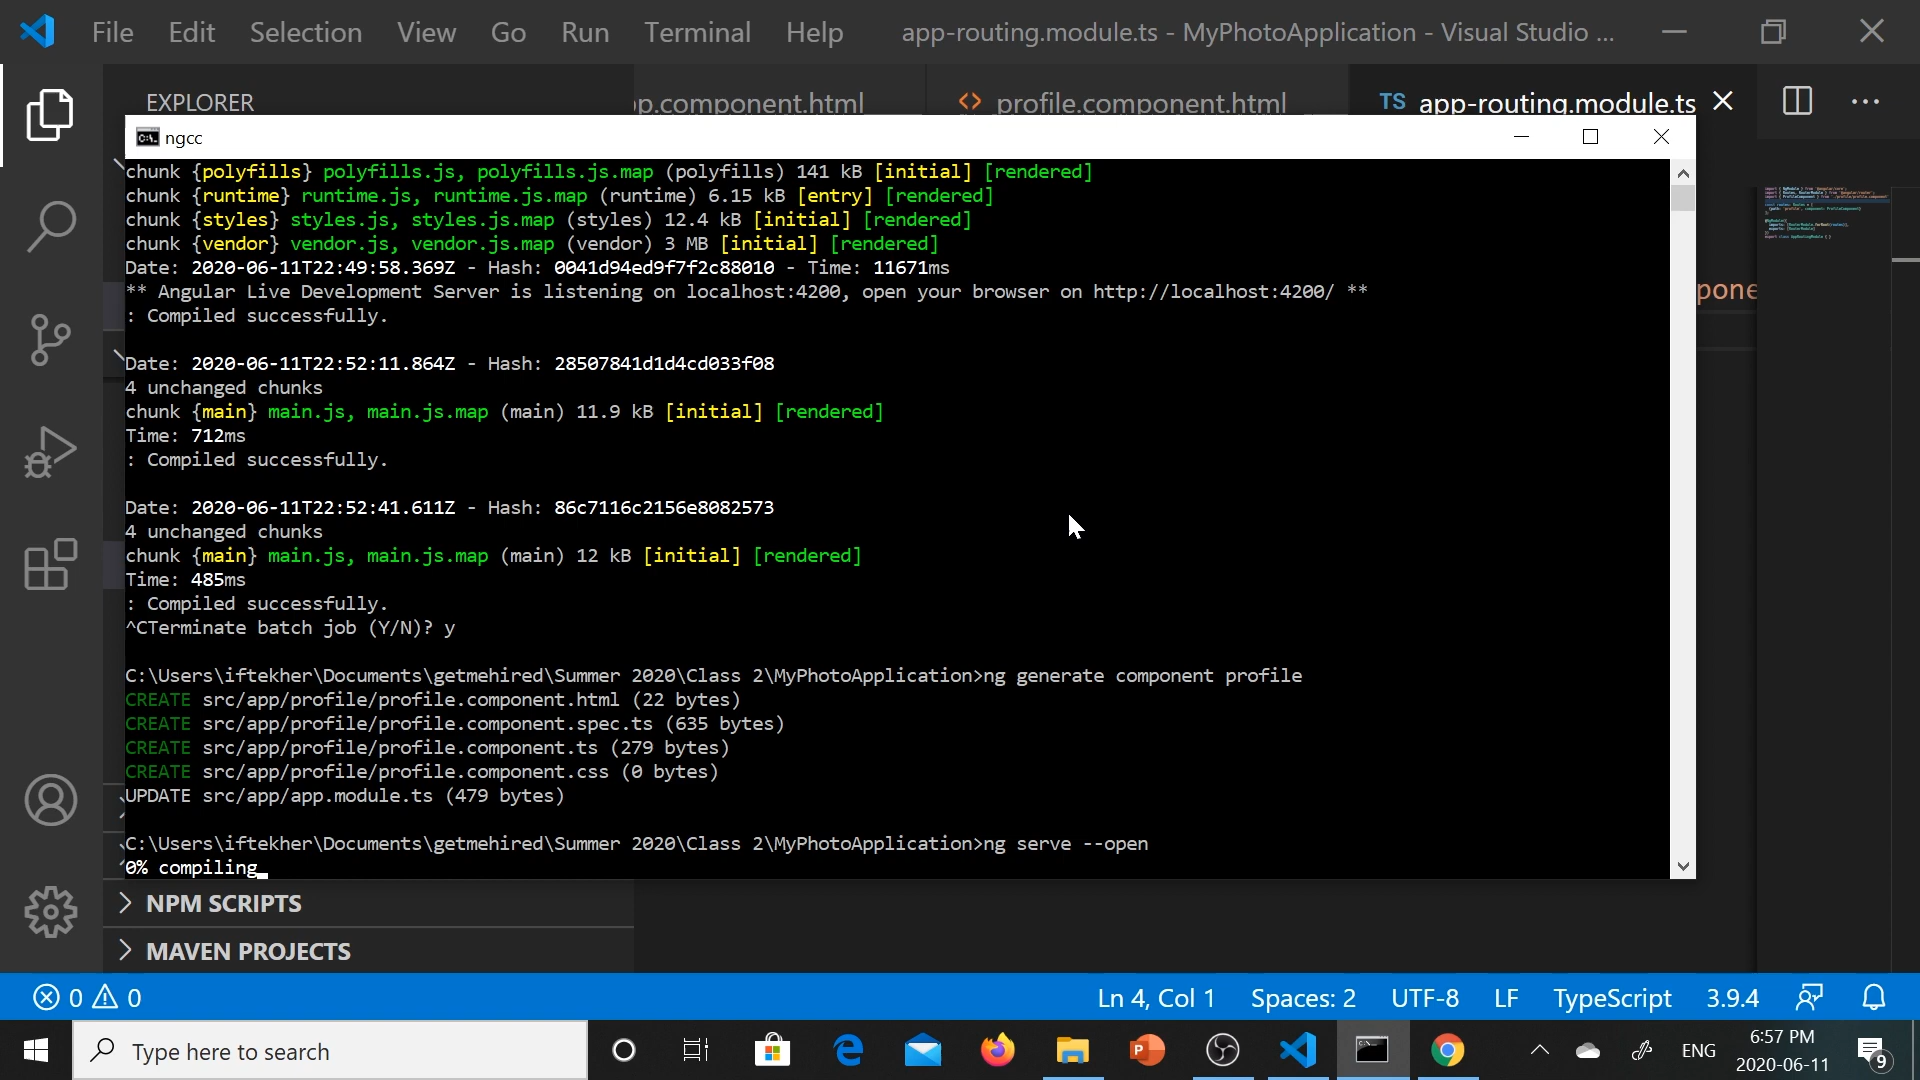 File Edit Selection View Go Run Terminal Help app-routing.module.ts - MyPhotoApplication - Visual Studio ...
EXPLORER
p.component.html <> profile.component.html TS app-routing.module.ts
ngcc
chunk {polyfills} polyfills.js, polyfills.js.map (polyfills) 141 kB [initial] [rendered]
chunk {runtime} runtime.js, runtime.js.map (runtime) 6.15 kB [entry] [rendered]
chunk {styles} styles.js, styles.js.map (styles) 12.4 kB [initial] [rendered]
chunk {vendor} vendor.js, vendor.js.map (vendor) 3 MB [initial] [rendered]
Date: 2020-06-11T22:49:58.369Z - Hash: 0041d94ed9f7f2c88010 - Time: 11671ms
** Angular Live Development Server is listening on localhost:4200, open your browser on http://localhost:4200/ **
: Compiled successfully.
Date: 2020-06-11T22:52:11.864Z - Hash: 28507841d1d4cd033f08
4 unchanged chunks
chunk {main} main.js, main.js.map (main) 11.9 kB [initial] [rendered]
Time: 712ms
: Compiled successfully.
Date: 2020-06-11T22:52:41.611Z - Hash: 86c7116c2156e8082573
4 unchanged chunks
chunk {main} main.js, main.js.map (main) 12 kB [initial] [rendered]
Time: 485ms
: Compiled successfully.
^CTerminate batch job (Y/N)? y
C:\Users\iftekher\Documents\getmehired\Summer 2020\Class 2\MyPhotoApplication>ng generate component profile
CREATE src/app/profile/profile.component.html (22 bytes)
CREATE src/app/profile/profile.component.spec.ts (635 bytes)
CREATE src/app/profile/profile.component.ts (279 bytes)
CREATE src/app/profile/profile.component.css (0 bytes)
UPDATE src/app/app.module.ts (479 bytes)
C:\Users\iftekher\Documents\getmehired\Summer 2020\Class 2\MyPhotoApplication>ng serve --open
0% compiling
pone
NPM SCRIPTS
MAVEN PROJECTS
0 0 Ln 4, Col 1 Spaces: 2 UTF-8 LF TypeScript 3.9.4
Type here to search
ENG
6:57 PM
2020-06-11
9